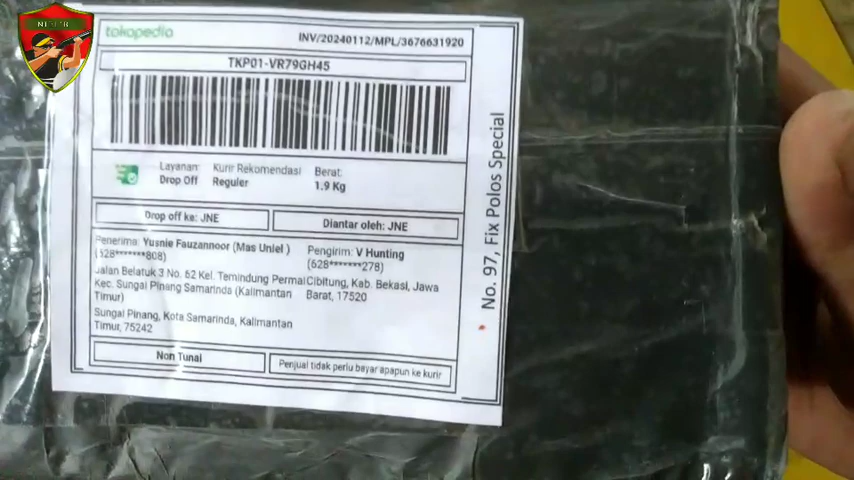 tokopedia
INV/20240112/MPL/3676631920
TKP01-VR79GH45
Layanan:
Drop Off
Kurir Rekomendasi
Reguler
Berat:
1.9 Kg
Drop off ke: JNE
Diantar oleh: JNE
Penerima: Yusnie Fauzannoor (Mas Uniel )
(628*******808)
Jalan Belatuk 3 No. 62 Kel. Temindung Permai
Kec. Sungai Pinang Samarinda (Kalimantan
Timur)
Sungai Pinang, Kota Samarinda, Kalimantan
Timur, 75242
Pengirim: V Hunting
(628*******278)
Cibitung, Kab. Bekasi, Jawa
Barat, 17520
Non Tunai
Penjual tidak perlu bayar apapun ke kurir
No. 97, Fix Polos Special